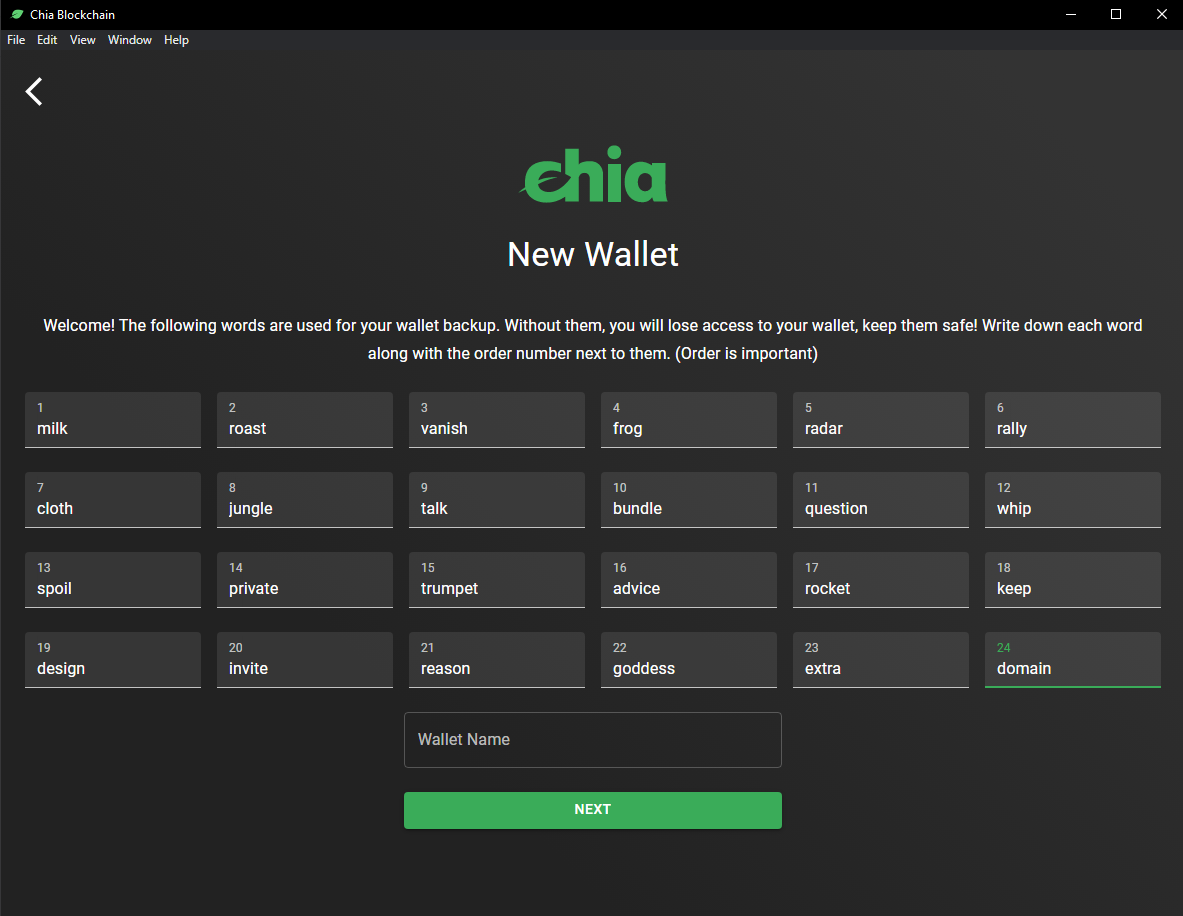 Chia Blockchain
File Edit View Window Help
chia
New Wallet
Welcome! The following words are used for your wallet backup. Without them, you will lose access to your wallet, keep them safe! Write down each word
along with the order number next to them. (Order is important)
1 2 3 4 5 6
milk roast vanish frog radar rally
7 8 9 10 11 12
cloth jungle talk bundle question whip
13 14 15 16 17 18
spoil private trumpet advice rocket keep
19 20 21 22 23 24
design invite reason goddess extra domain
Wallet Name
NEXT